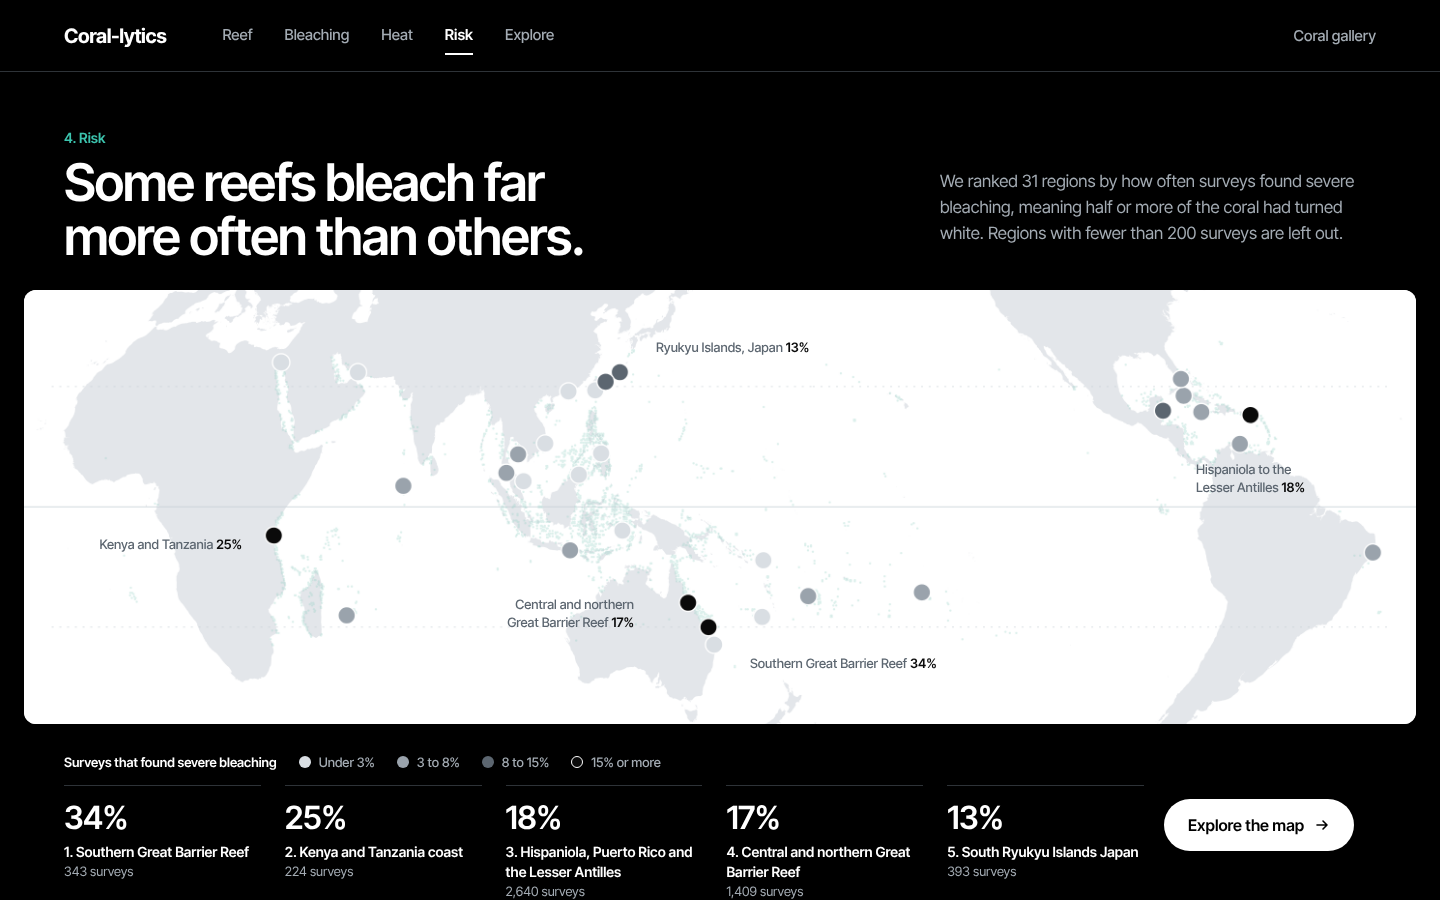 Coral-lytics
Reef
Bleaching
Heat
Risk
Explore
Coral gallery
4. Risk
Some reefs bleach far
more often than others.
We ranked 31 regions by how often surveys found severe
bleaching, meaning half or more of the coral had turned
white. Regions with fewer than 200 surveys are left out.
Ryukyu Islands, Japan 13%
Hispaniola to the
Lesser Antilles 18%
Kenya and Tanzania 25%
Central and northern
Great Barrier Reef 17%
Southern Great Barrier Reef 34%
Surveys that found severe bleaching
Under 3%
3 to 8%
8 to 15%
15% or more
34%
1. Southern Great Barrier Reef
343 surveys
25%
2. Kenya and Tanzania coast
224 surveys
18%
3. Hispaniola, Puerto Rico and
the Lesser Antilles
2,640 surveys
17%
4. Central and northern Great
Barrier Reef
1,409 surveys
13%
5. South Ryukyu Islands Japan
393 surveys
Explore the map →